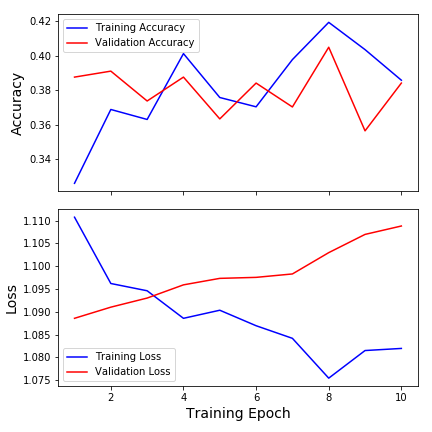 0.42
0.40
0.38
0.36
0.34
Accuracy
Training Accuracy
Validation Accuracy
1.110
1.105
1.100
1.095
1.090
1.085
1.080
1.075
Loss
Training Loss
Validation Loss
2 4 6 8 10
Training Epoch